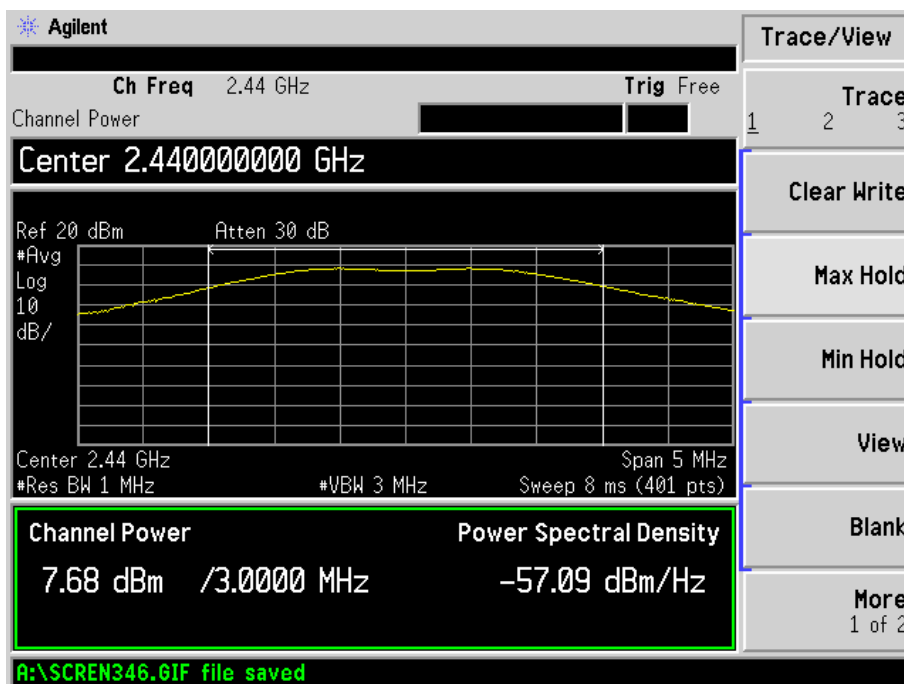 Agilent
Ch Freq 2.44 GHz Trig Free
Channel Power
Center 2.440000000 GHz
Ref 20 dBm Atten 30 dB
#Avg
Log
10
dB/
Center 2.44 GHz Span 5 MHz
#Res BW 1 MHz #VBW 3 MHz Sweep 8 ms (401 pts)
Channel Power Power Spectral Density
7.68 dBm /3.0000 MHz -57.09 dBm/Hz
A:\SCREN346.GIF file saved
Trace/View
Trace
1 2 3
Clear Write
Max Hold
Min Hold
View
Blank
More
1 of 2